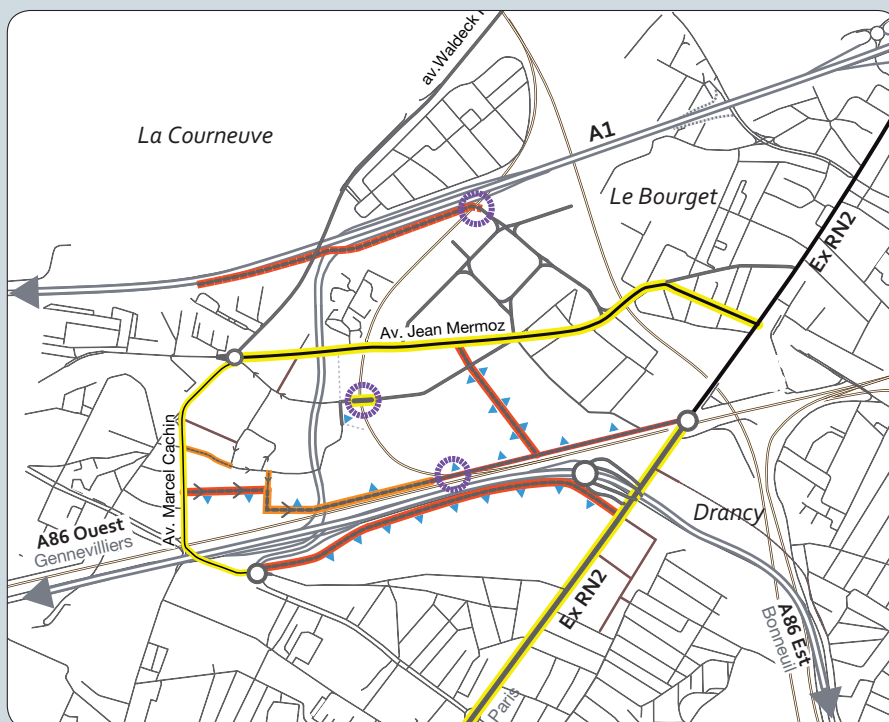 av.Waldeck
La Courneuve
A1
Le Bourget
Ex RN2
Av. Jean Mermoz
Av. Marcel Cachin
A86 Ouest
Gennevilliers
Drancy
Ex RN2
A86 Est
Bonneuil
Paris